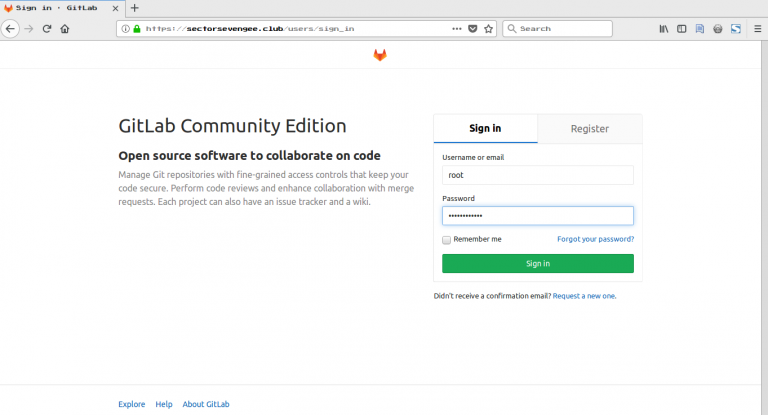 Sign in · GitLab
https://sectorsevengee.club/users/sign_in
Search
GitLab Community Edition
Open source software to collaborate on code
Manage Git repositories with fine-grained access controls that keep your
code secure. Perform code reviews and enhance collaboration with merge
requests. Each project can also have an issue tracker and a wiki.
Sign in
Register
Username or email
root
Password
••••••••••••
Remember me
Forgot your password?
Sign in
Didn't receive a confirmation email? Request a new one.
Explore
Help
About GitLab